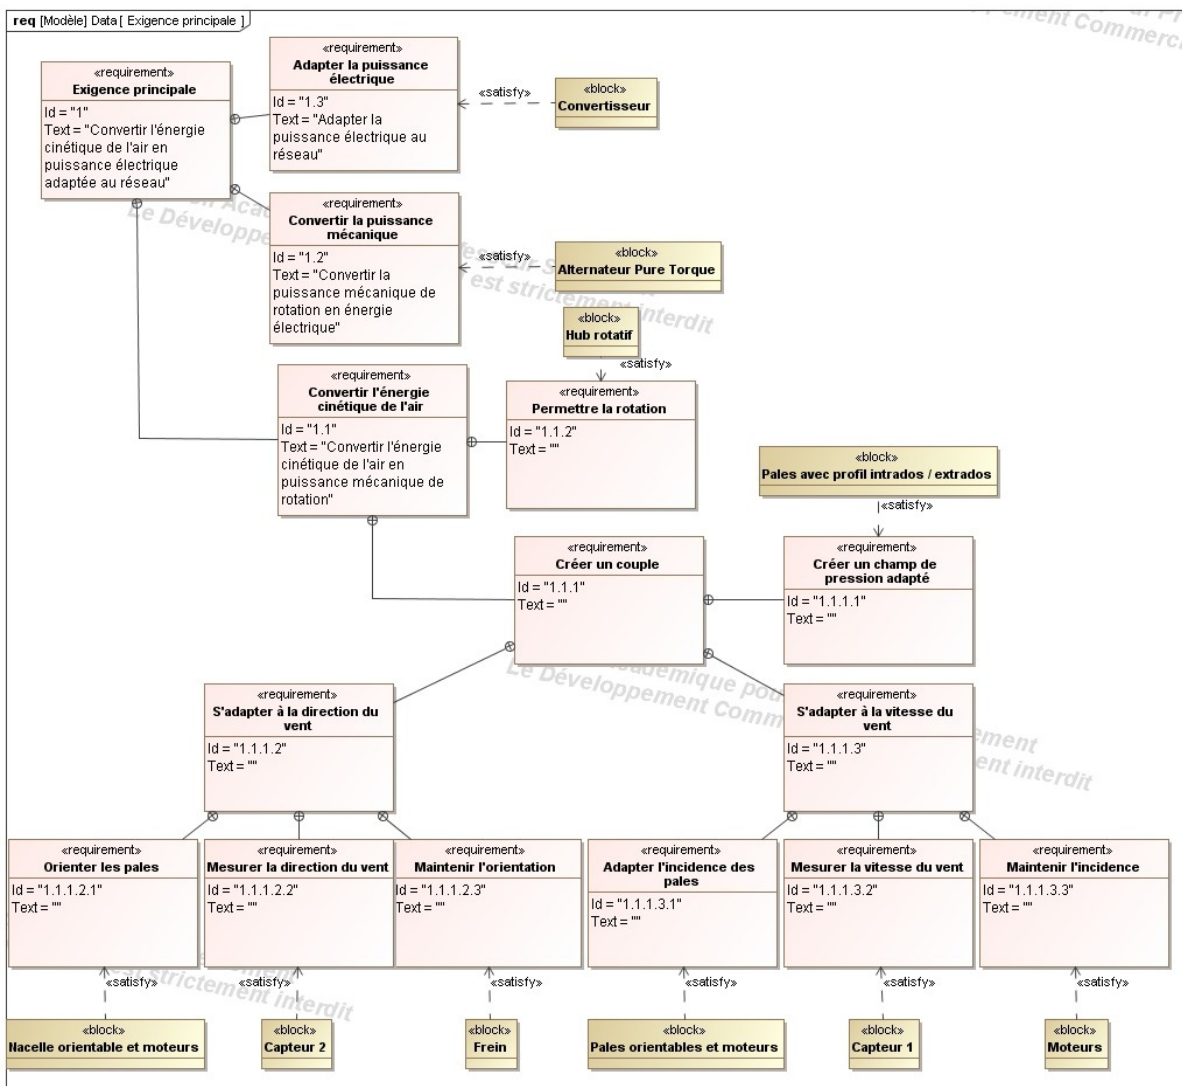 req [Modèle] Data [ Exigence principale ]
«requirement»
Exigence principale
Id = "1"
Text = "Convertir l'énergie
cinétique de l'air en
puissance électrique
adaptée au réseau"
«requirement»
Adapter la puissance
électrique
Id = "1.3"
Text = "Adapter la
puissance électrique au
réseau"
«satisfy»
«block»
Convertisseur
«requirement»
Convertir la puissance
mécanique
Id = "1.2"
Text = "Convertir la
puissance mécanique de
rotation en énergie
électrique"
«satisfy»
«block»
Alternateur Pure Torque
«block»
Hub rotatif
«satisfy»
«requirement»
Convertir l'énergie
cinétique de l'air
Id = "1.1"
Text = "Convertir l'énergie
cinétique de l'air en
puissance mécanique de
rotation"
«requirement»
Permettre la rotation
Id = "1.1.2"
Text = ""
«block»
Pales avec profil intrados / extrados
«satisfy»
«requirement»
Créer un couple
Id = "1.1.1"
Text = ""
«requirement»
Créer un champ de
pression adapté
Id = "1.1.1.1"
Text = ""
«requirement»
S'adapter à la direction du
vent
Id = "1.1.1.2"
Text = ""
«requirement»
S'adapter à la vitesse du
vent
Id = "1.1.1.3"
Text = ""
«requirement»
Orienter les pales
Id = "1.1.1.2.1"
Text = ""
«requirement»
Mesurer la direction du vent
Id = "1.1.1.2.2"
Text = ""
«requirement»
Maintenir l'orientation
Id = "1.1.1.2.3"
Text = ""
«requirement»
Adapter l'incidence des
pales
Id = "1.1.1.3.1"
Text = ""
«requirement»
Mesurer la vitesse du vent
Id = "1.1.1.3.2"
Text = ""
«requirement»
Maintenir l'incidence
Id = "1.1.1.3.3"
Text = ""
«satisfy»
«satisfy»
«satisfy»
«satisfy»
«satisfy»
«satisfy»
«block»
Nacelle orientable et moteurs
«block»
Capteur 2
«block»
Frein
«block»
Pales orientables et moteurs
«block»
Capteur 1
«block»
Moteurs